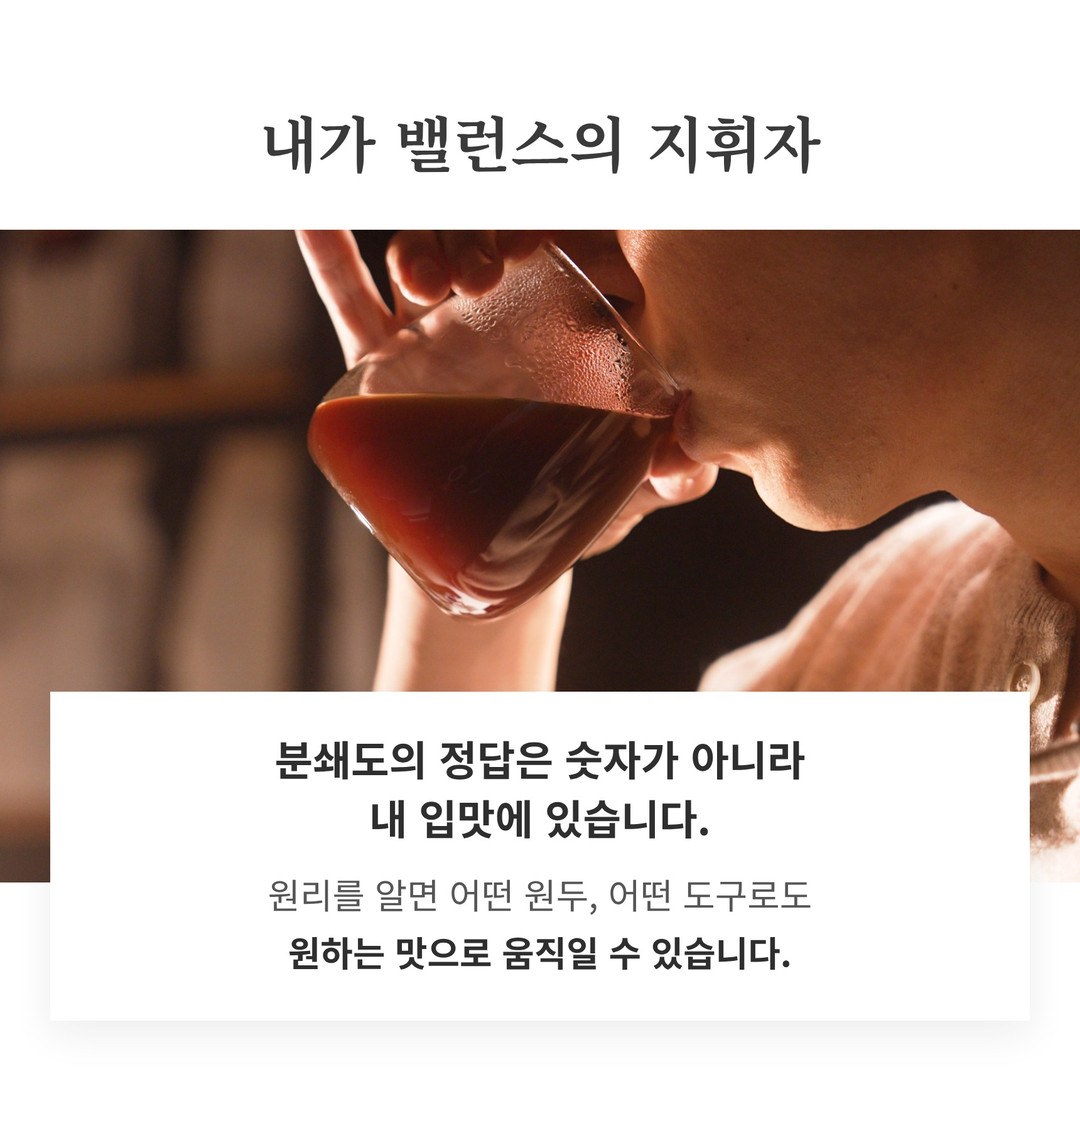 내가 밸런스의 지휘자
분쇄도의 정답은 숫자가 아니라
내 입맛에 있습니다.
원리를 알면 어떤 원두, 어떤 도구로도
원하는 맛으로 움직일 수 있습니다.